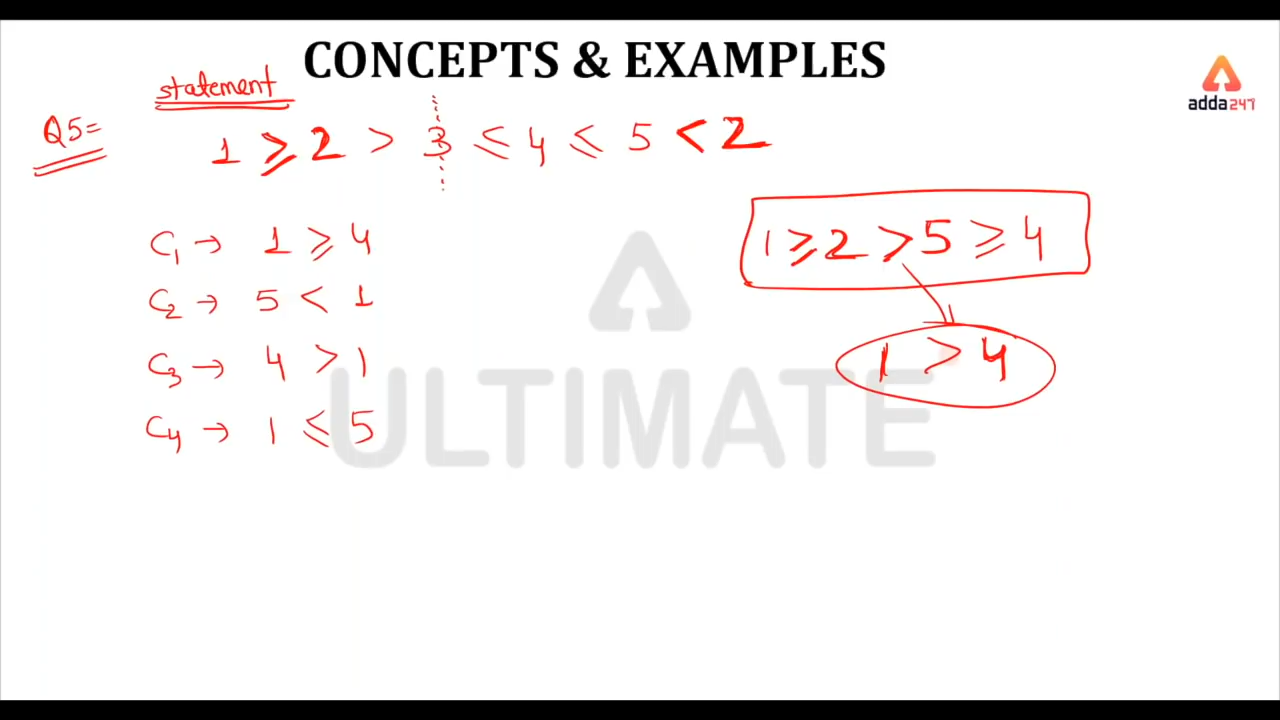 CONCEPTS & EXAMPLES
statement
adda247
Q5=
1 ≥ 2 > 3 ≤ 4 ≤ 5 < 2
C1 → 1 ≥ 4
1 ≥ 2 > 5 ≥ 4
C2 → 5 < 1
C3 → 4 > 1
1 > 4
C4 → 1 ≤ 5
ULTIMATE